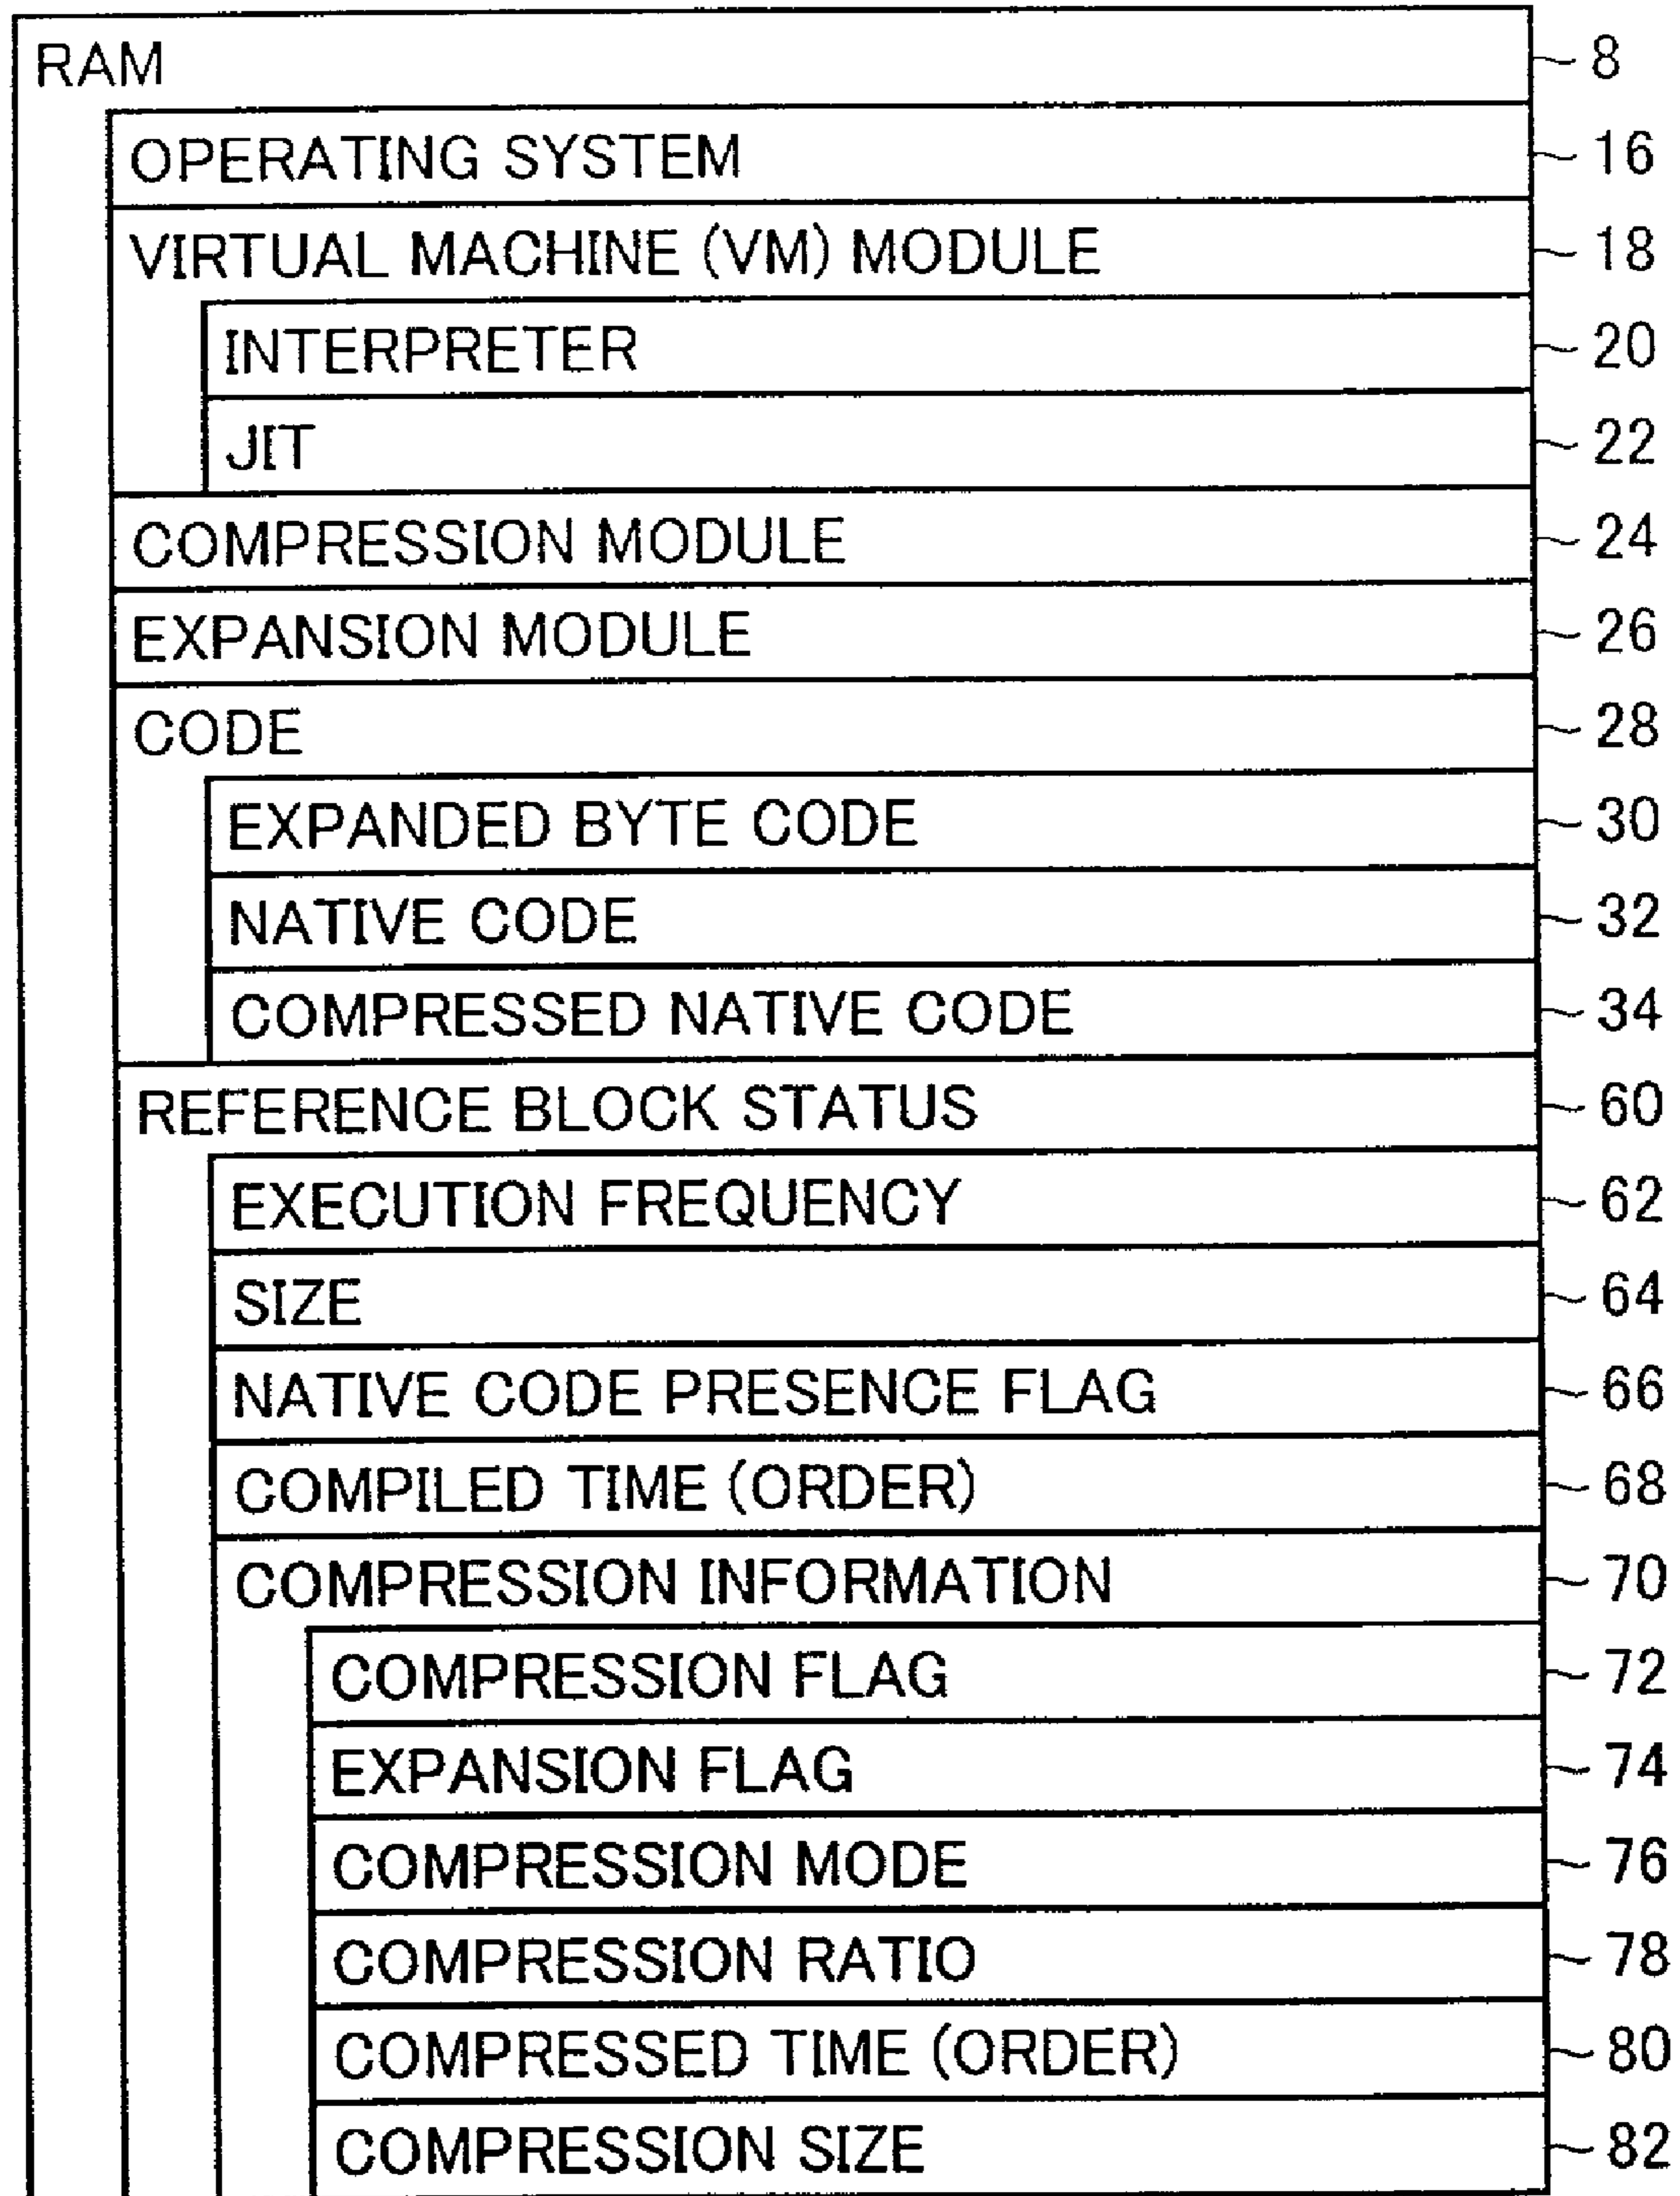 RAM 8
OPERATING SYSTEM 16
VIRTUAL MACHINE (VM) MODULE 18
INTERPRETER 20
JIT 22
COMPRESSION MODULE 24
EXPANSION MODULE 26
CODE 28
EXPANDED BYTE CODE 30
NATIVE CODE 32
COMPRESSED NATIVE CODE 34
REFERENCE BLOCK STATUS 60
EXECUTION FREQUENCY 62
SIZE 64
NATIVE CODE PRESENCE FLAG 66
COMPILED TIME (ORDER) 68
COMPRESSION INFORMATION 70
COMPRESSION FLAG 72
EXPANSION FLAG 74
COMPRESSION MODE 76
COMPRESSION RATIO 78
COMPRESSED TIME (ORDER) 80
COMPRESSION SIZE 82